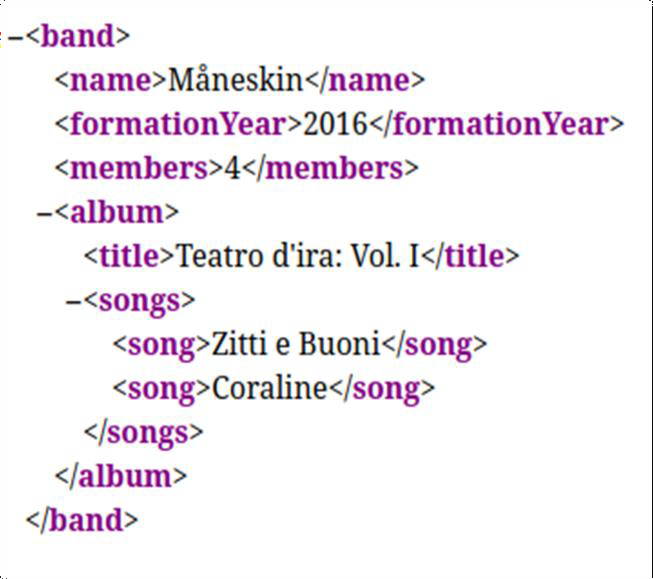 –<band>
<name>Måneskin</name>
<formationYear>2016</formationYear>
<members>4</members>
–<album>
<title>Teatro d'ira: Vol. I</title>
–<songs>
<song>Zitti e Buoni</song>
<song>Coraline</song>
</songs>
</album>
</band>